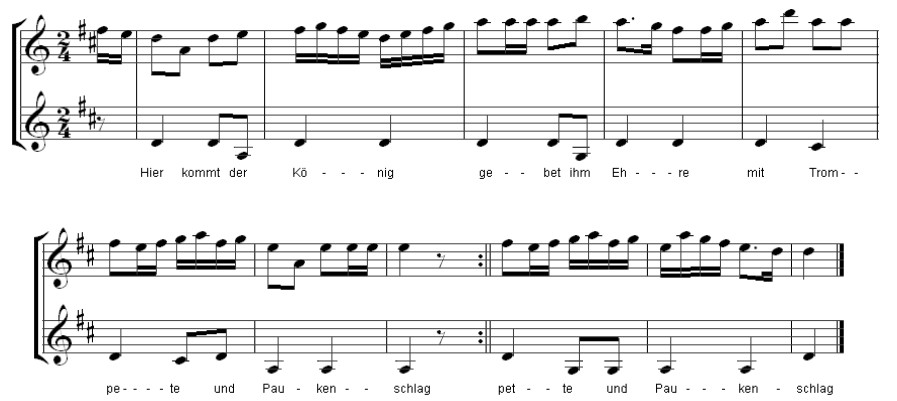 Hier kommt der Kö - - - nig ge - - bet ihm Eh - - - re mit Trom - -
pe - - - - te und Pau - ken - - schlag pet - - te und Pau - - - ken - schlag